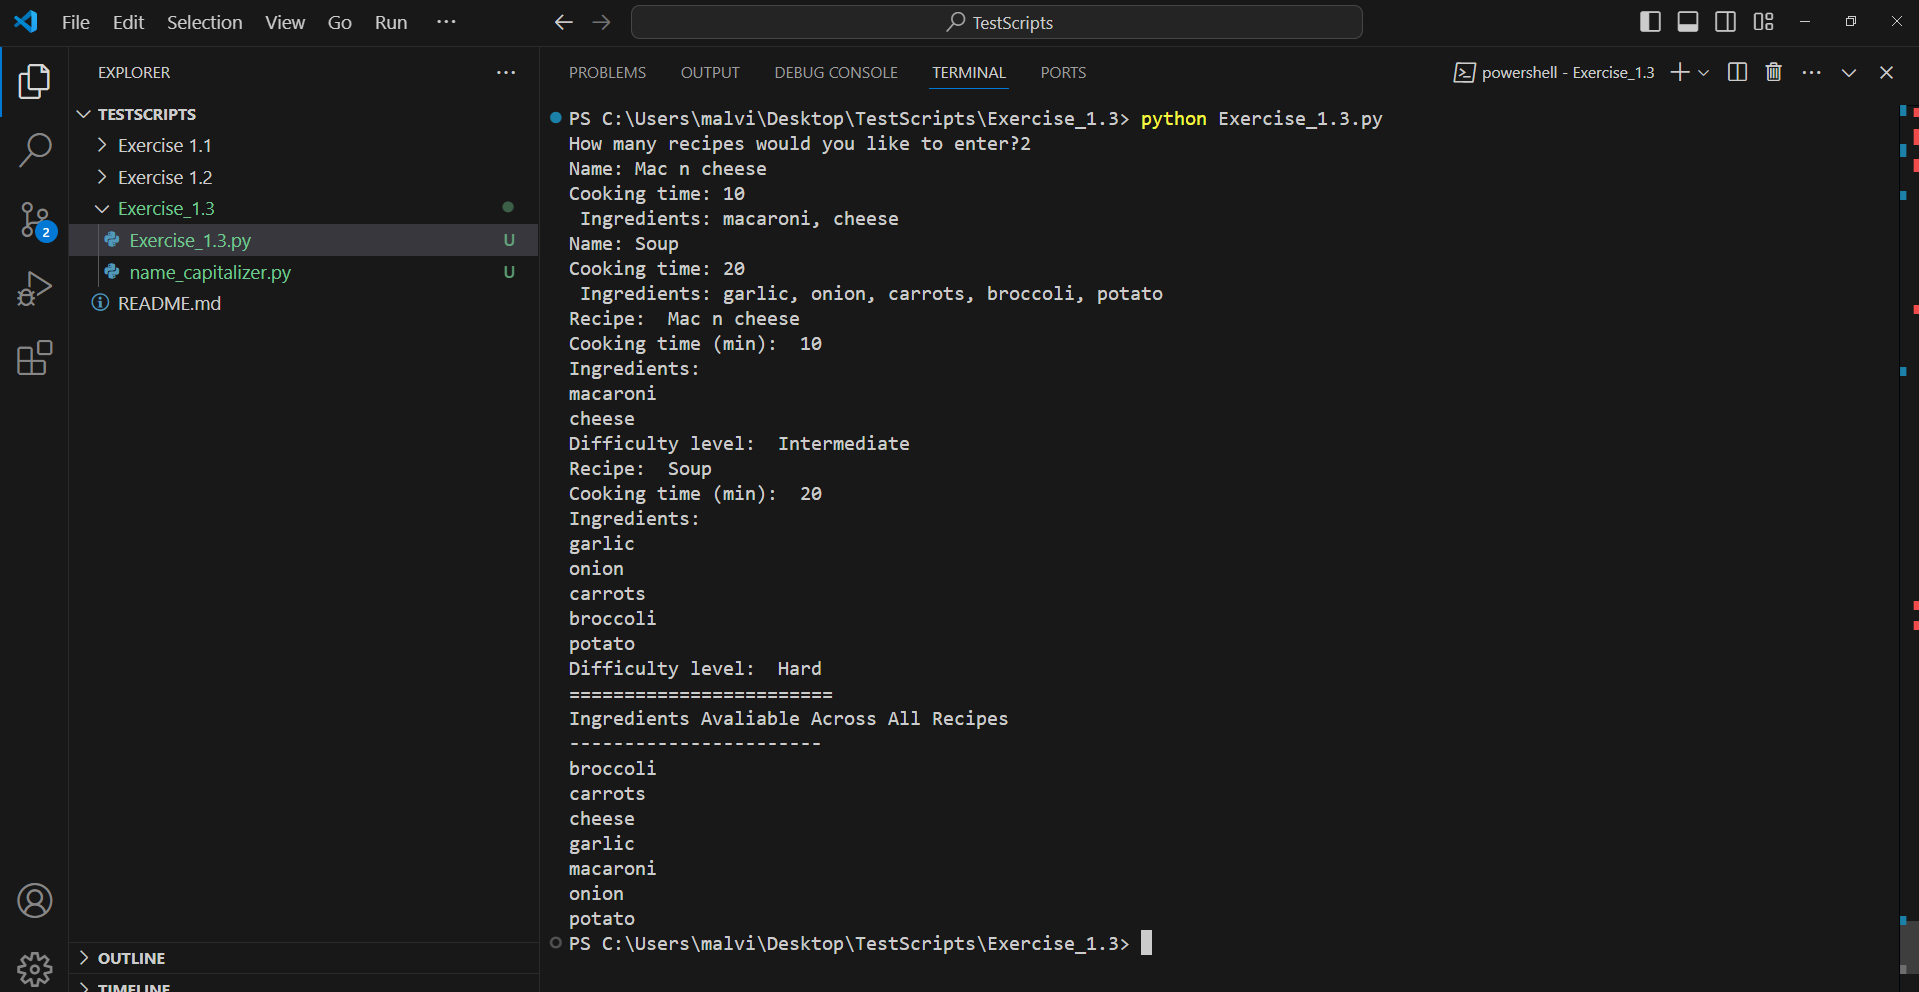 File Edit Selection View Go Run ···
TestScripts
EXPLORER
TESTSCRIPTS
Exercise 1.1
Exercise 1.2
Exercise_1.3
Exercise_1.3.py U
name_capitalizer.py U
README.md
2
OUTLINE
TIMELINE
PROBLEMS OUTPUT DEBUG CONSOLE TERMINAL PORTS
powershell - Exercise_1.3
PS C:\Users\malvi\Desktop\TestScripts\Exercise_1.3> python Exercise_1.3.py
How many recipes would you like to enter?2
Name: Mac n cheese
Cooking time: 10
 Ingredients: macaroni, cheese
Name: Soup
Cooking time: 20
 Ingredients: garlic, onion, carrots, broccoli, potato
Recipe:  Mac n cheese
Cooking time (min):  10
Ingredients:
macaroni
cheese
Difficulty level:  Intermediate
Recipe:  Soup
Cooking time (min):  20
Ingredients:
garlic
onion
carrots
broccoli
potato
Difficulty level:  Hard
========================
Ingredients Avaliable Across All Recipes
-----------------------
broccoli
carrots
cheese
garlic
macaroni
onion
potato
PS C:\Users\malvi\Desktop\TestScripts\Exercise_1.3>